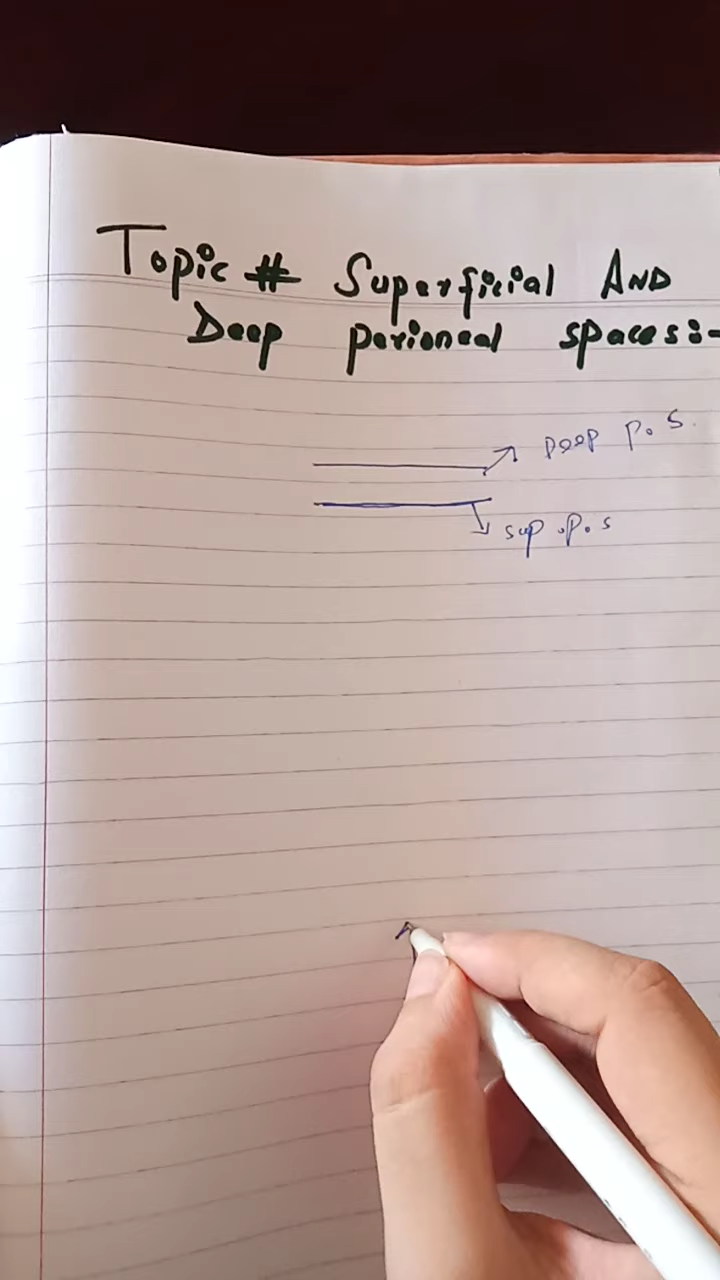 Topic # Superficial AND
Deep perioneal spaces:-
Deep p.s.
sup .p.s